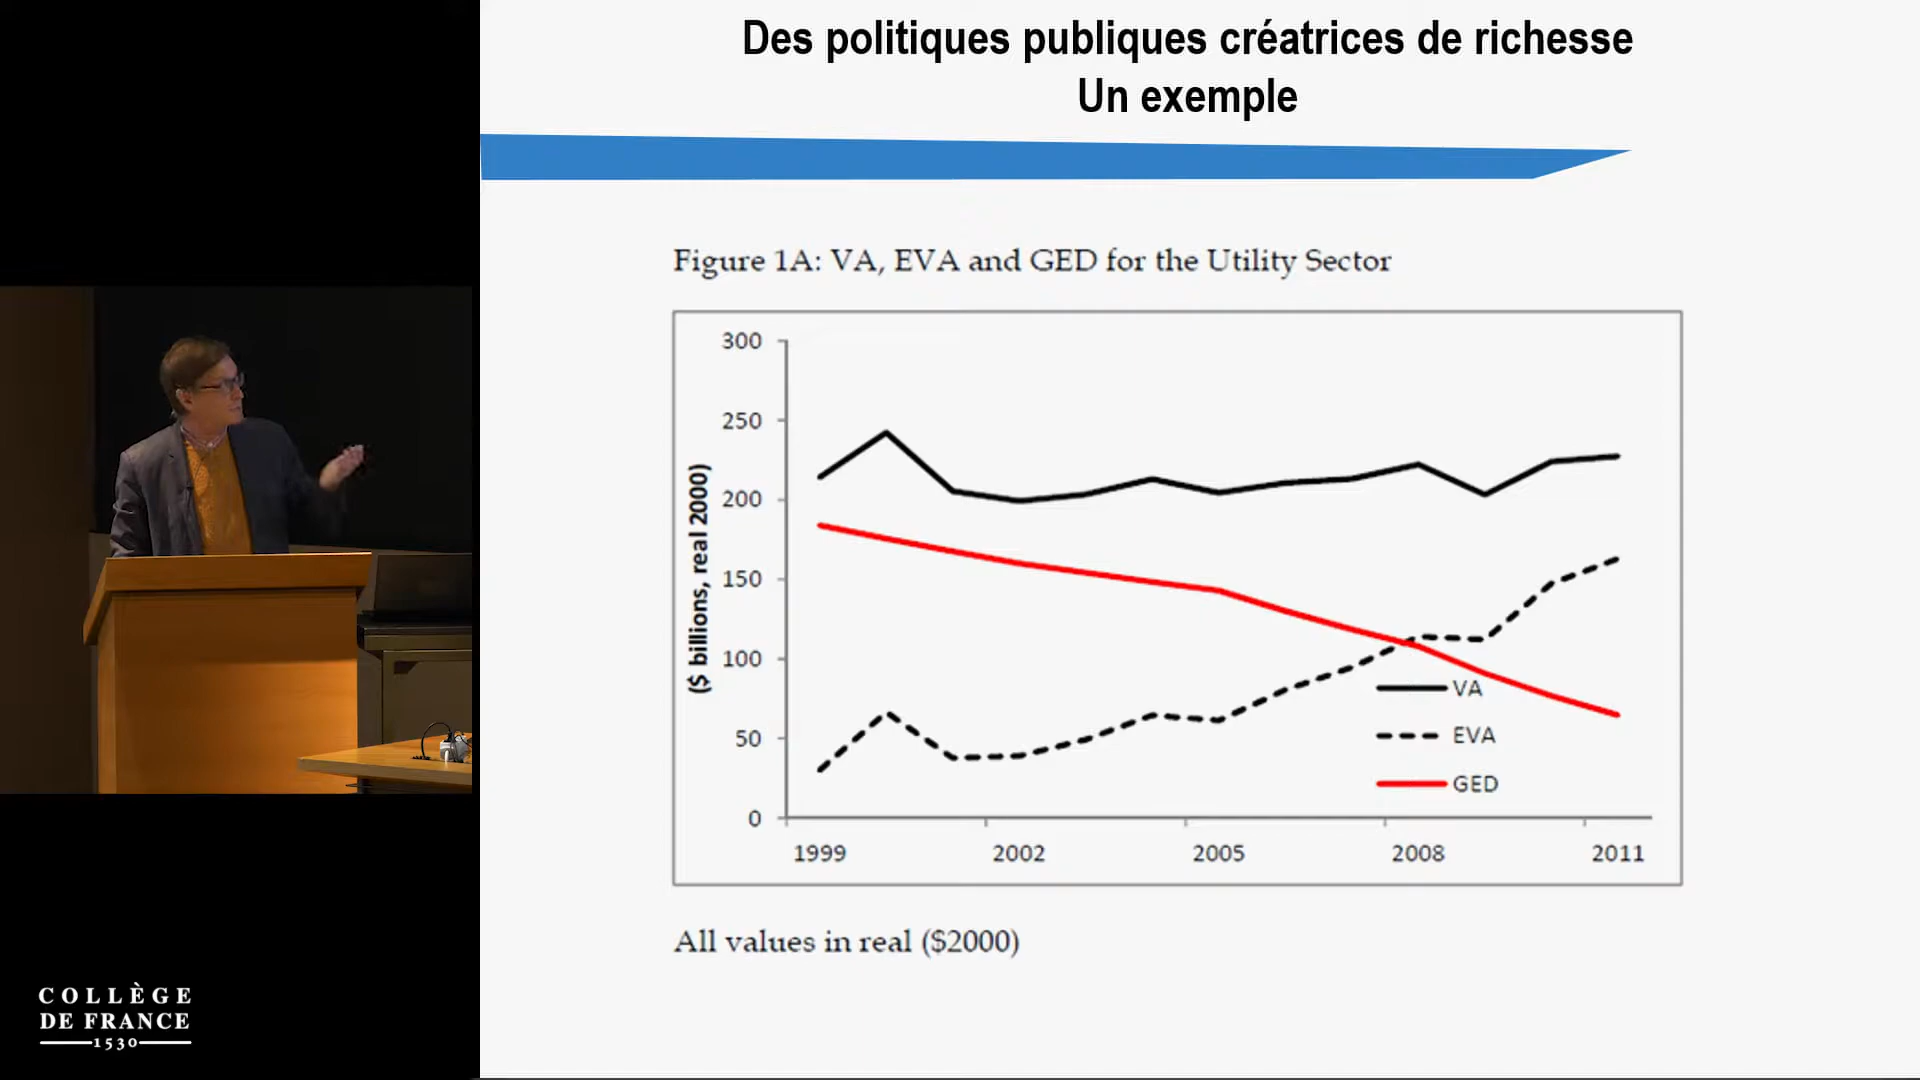 Des politiques publiques créatrices de richesse
Un exemple
Figure 1A: VA, EVA and GED for the Utility Sector
300
250
200
150
100
50
0
($ billions, real 2000)
VA
EVA
GED
1999 2002 2005 2008 2011
All values in real ($2000)
COLLÈGE
DE FRANCE
1530